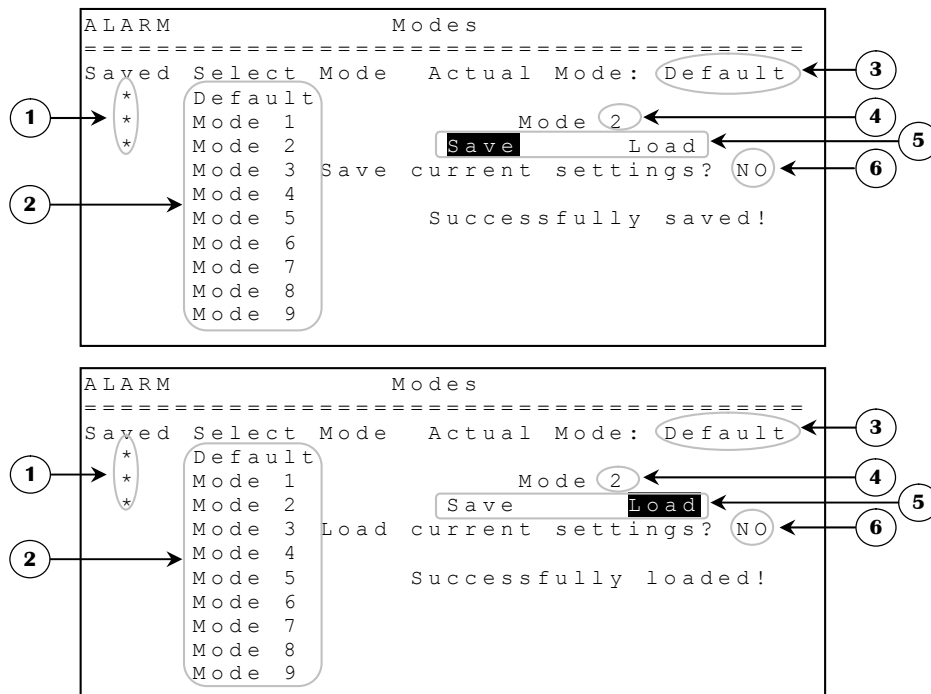 ALARM Modes
========================================
Saved Select Mode Actual Mode: Default 3
* Default
1 * Mode 1 Mode 2 4
* Mode 2 Save Load 5
Mode 3 Save current settings? NO 6
2 Mode 4
Mode 5 Successfully saved!
Mode 6
Mode 7
Mode 8
Mode 9
ALARM Modes
========================================
Saved Select Mode Actual Mode: Default 3
* Default
1 * Mode 1 Mode 2 4
* Mode 2 Save Load 5
Mode 3 Load current settings? NO 6
2 Mode 4
Mode 5 Successfully loaded!
Mode 6
Mode 7
Mode 8
Mode 9